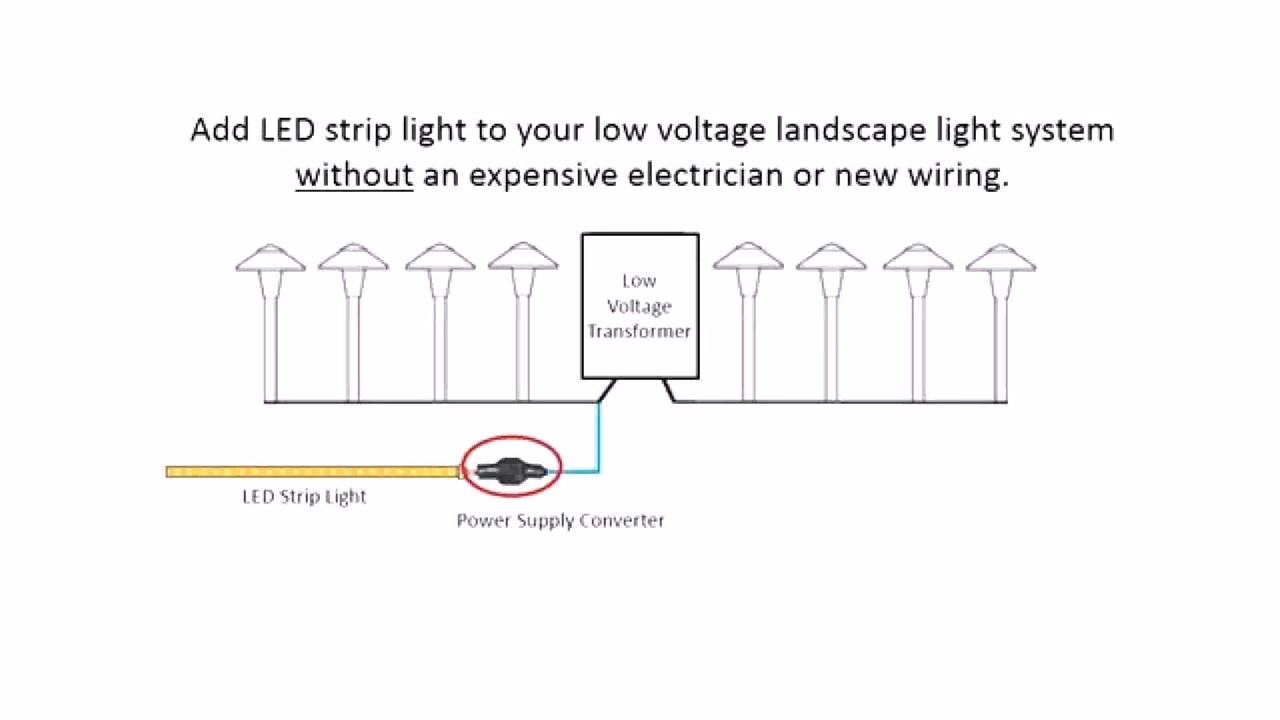 Add LED strip light to your low voltage landscape light system
without an expensive electrician or new wiring.
Low
Voltage
Transformer
LED Strip Light
Power Supply Converter